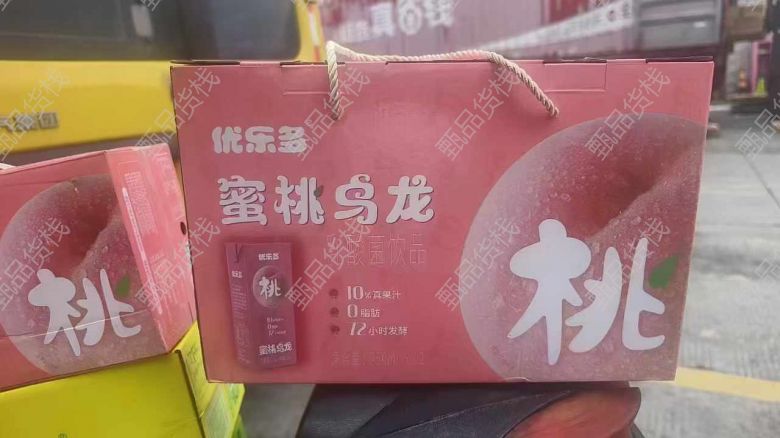 优乐多
蜜桃乌龙
乳酸菌饮品
10%真果汁
0脂肪
12小时发酵
桃
优乐多
桃
蜜桃乌龙
桃
甄品货栈